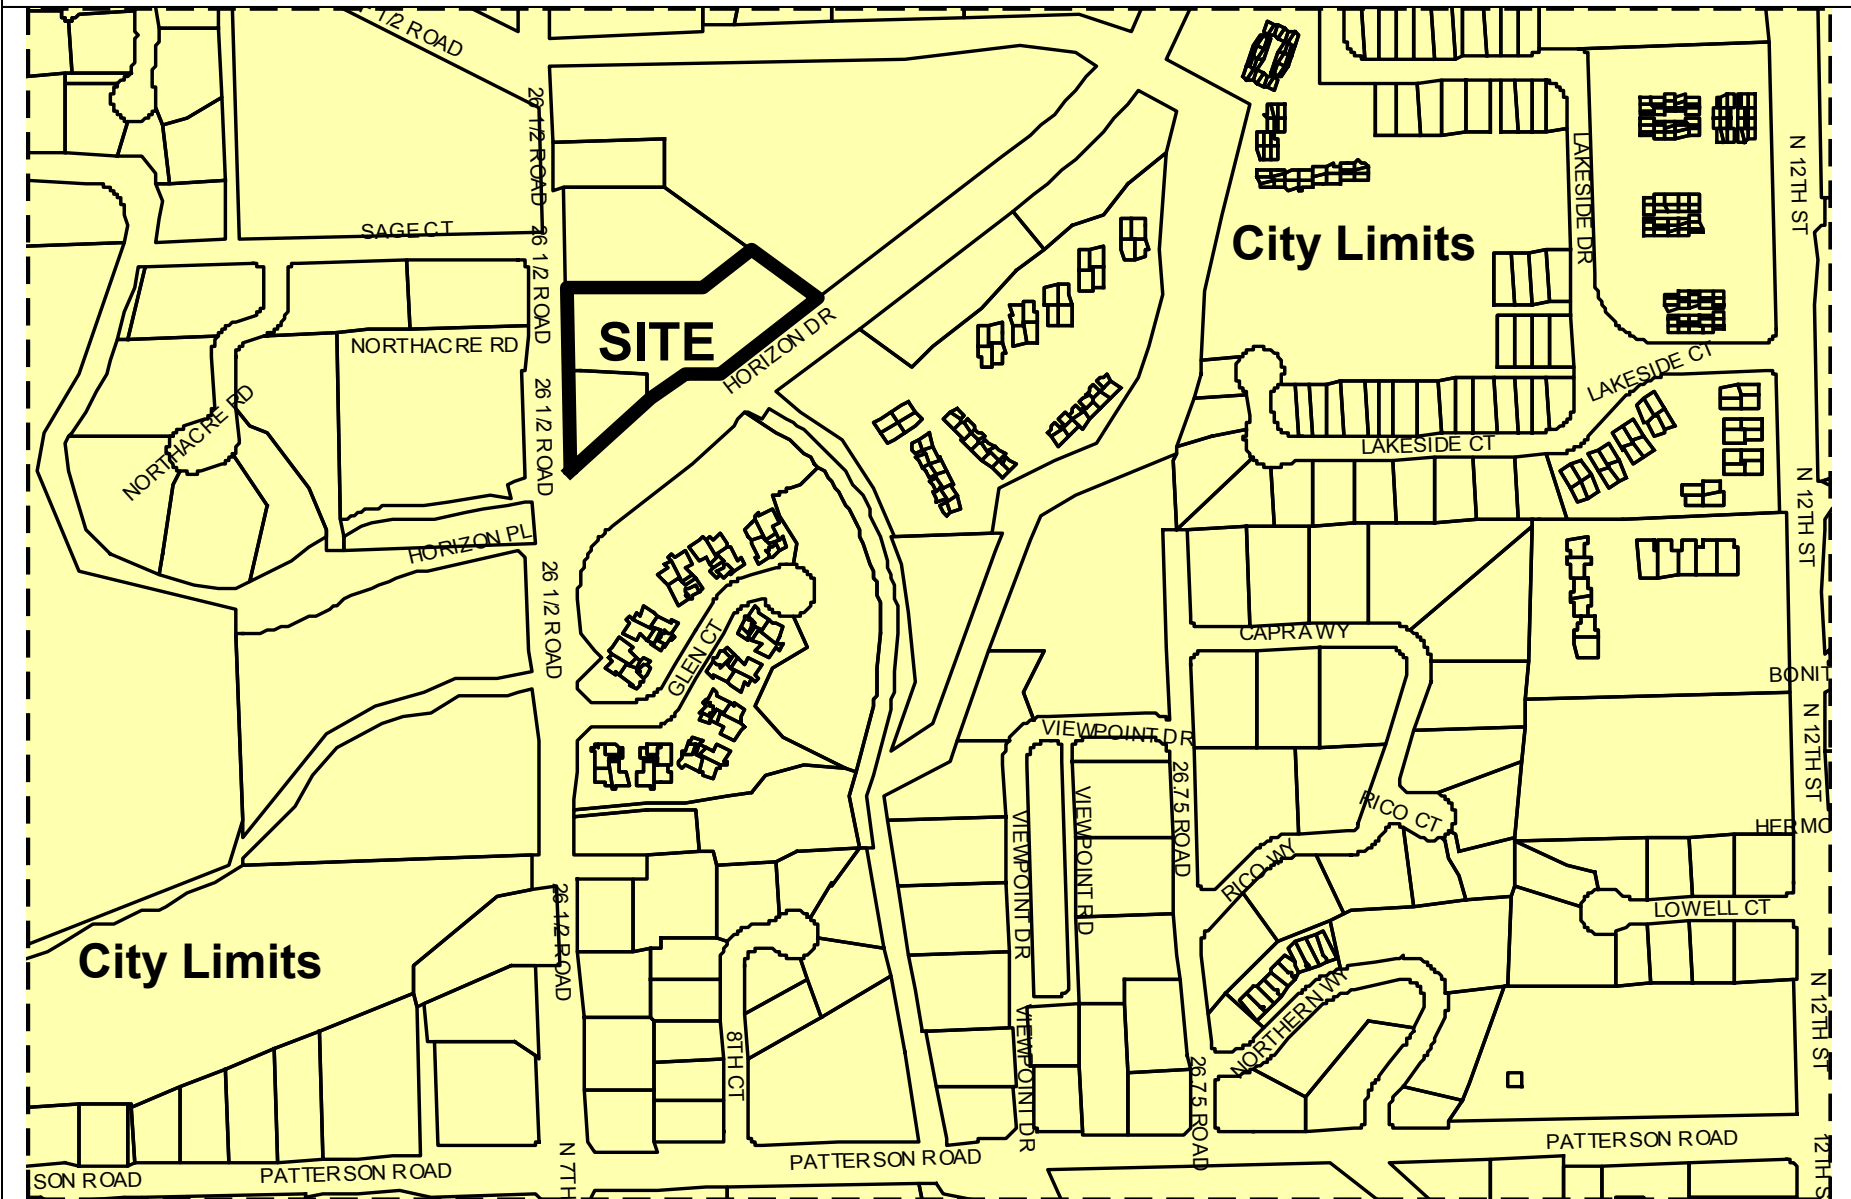 1/2 ROAD
26 1/2 ROAD
N 12TH ST
LAKESIDE DR
SAGE CT
City Limits
26 1/2 ROAD
SITE
HORIZON DR
NORTHACRE RD
LAKESIDE CT
NORTHACRE RD
26 1/2 ROAD
LAKESIDE CT
N 12TH ST
HORIZON PL
26 1/2 ROAD
CAPRA WY
GLEN CT
BONIT
VIEWPOINT DR
N 12TH ST
26.75 ROAD
VIEWPOINT DR
VIEWPOINT RD
RICO CT
HERMO
RICO WY
LOWELL CT
26 1/2 ROAD
City Limits
NORTHERN WY
N 12TH ST
8TH CT
VIEWPOINT DR
26.75 ROAD
PATTERSON ROAD
12TH S
N 7TH
PATTERSON ROAD
PATTERSON ROAD
SON ROAD